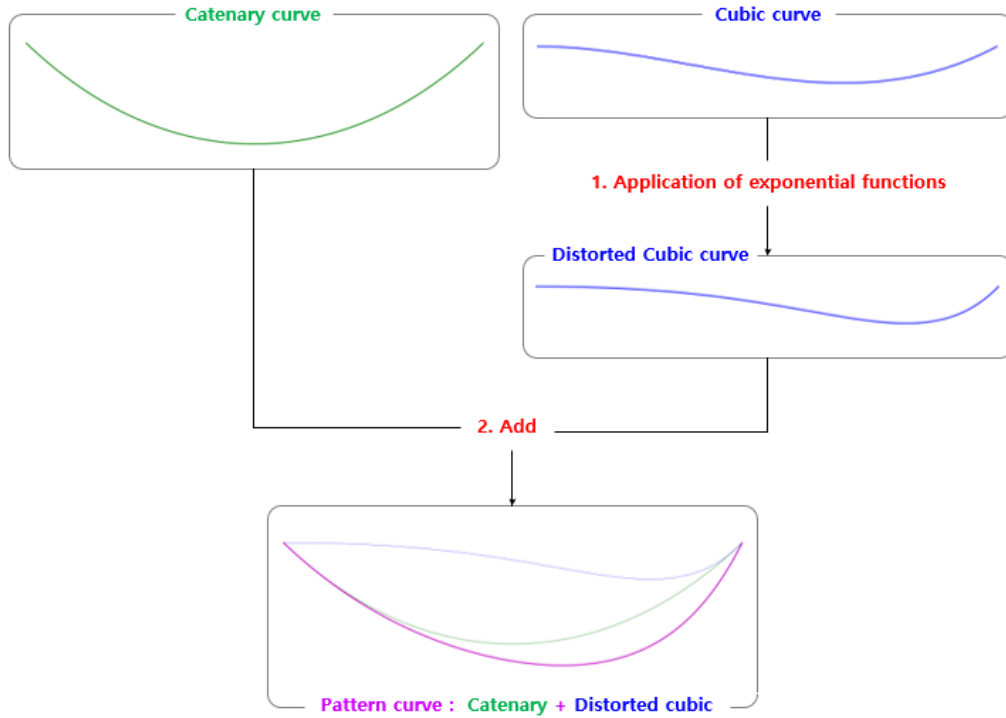 Catenary curve
Cubic curve
1. Application of exponential functions
Distorted Cubic curve
2. Add
Pattern curve : Catenary + Distorted cubic